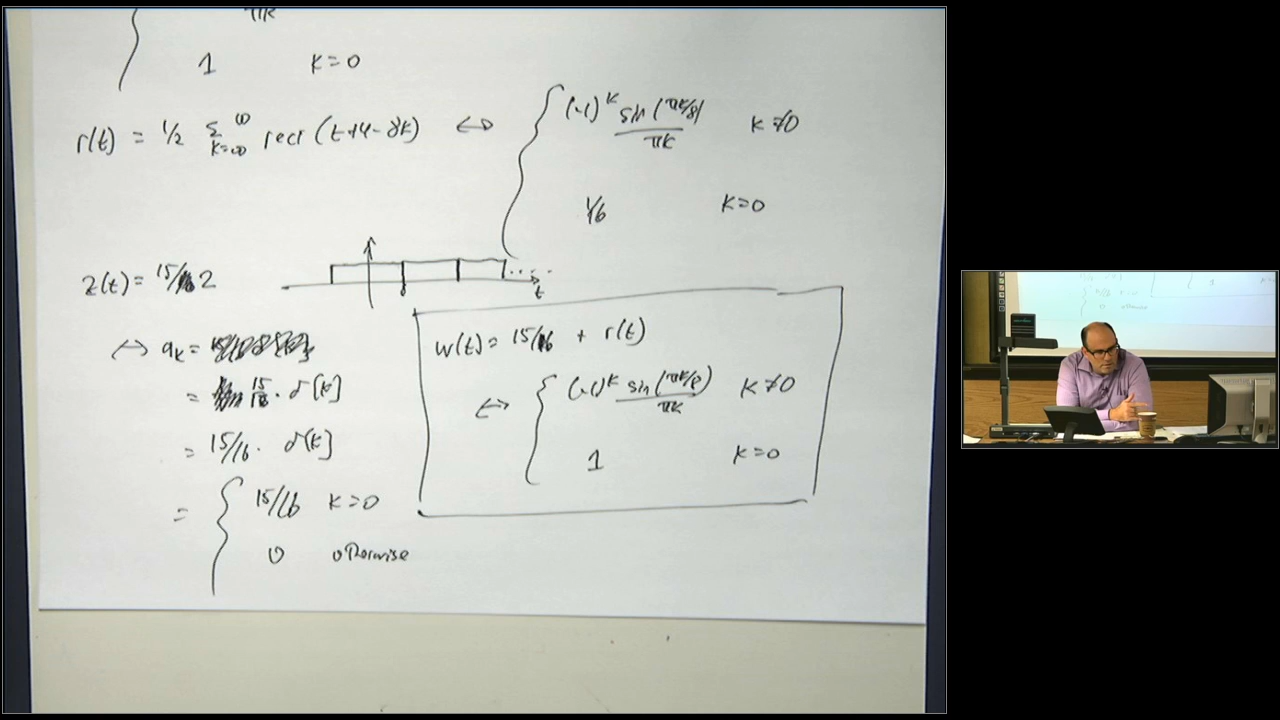 πk
1 k=0
r(t) = 1/2 Σ_{k=-∞}^{∞} rect(t+4-8k) ↔ { (-1)^k sin(πk/8)/πk k≠0
1/16 k=0
z(t) = 15/16
t
↔ a_k =
= 15/16 · δ[k]
= 15/16 · δ[k]
= { 15/16 k=0
0 otherwise
w(t) = 15/16 + r(t)
↔ { (-1)^k sin(πk/8)/πk k≠0
1 k=0